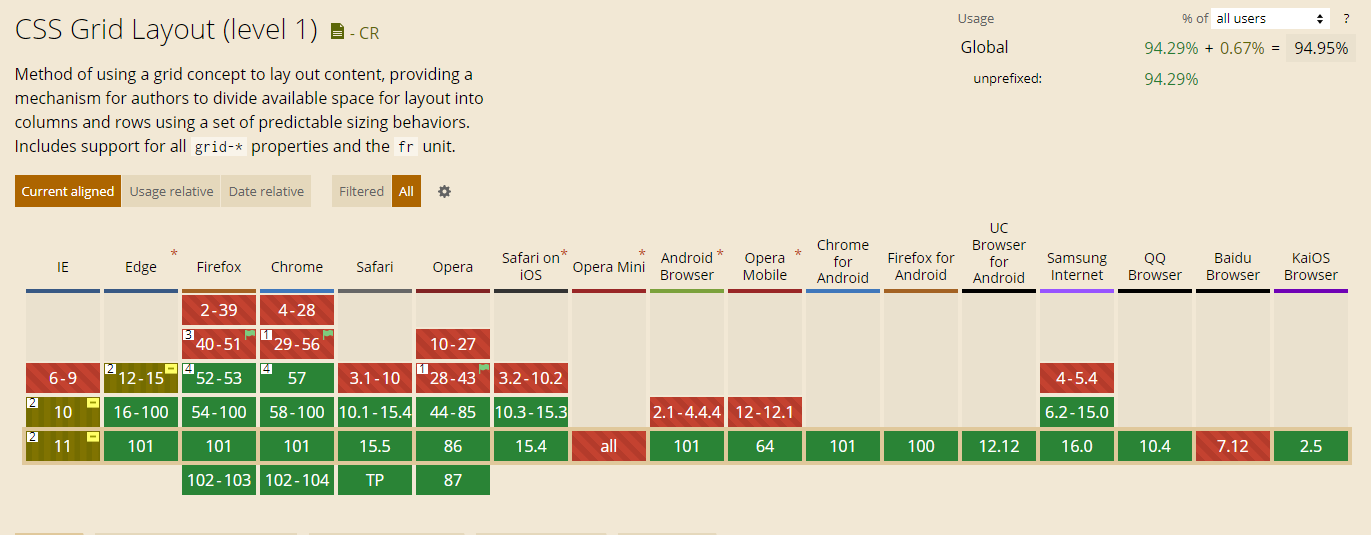 CSS Grid Layout (level 1) - CR
Usage % of all users ?
Global 94.29% + 0.67% = 94.95%
unprefixed: 94.29%
Method of using a grid concept to lay out content, providing a
mechanism for authors to divide available space for layout into
columns and rows using a set of predictable sizing behaviors.
Includes support for all grid-* properties and the fr unit.
Current aligned Usage relative Date relative Filtered All
IE Edge * Firefox Chrome Safari Opera Safari on iOS * Opera Mini * Android Browser * Opera Mobile * Chrome for Android Firefox for Android UC Browser for Android Samsung Internet QQ Browser Baidu Browser KaiOS Browser
2-39 4-28
3 40-51 1 29-56 10-27
6-9 2 12-15 4 52-53 4 57 3.1-10 1 28-43 3.2-10.2 4-5.4
2 10 16-100 54-100 58-100 10.1-15.4 44-85 10.3-15.3 2.1-4.4.4 12-12.1 6.2-15.0
2 11 101 101 101 15.5 86 15.4 all 101 64 101 100 12.12 16.0 10.4 7.12 2.5
102-103 102-104 TP 87